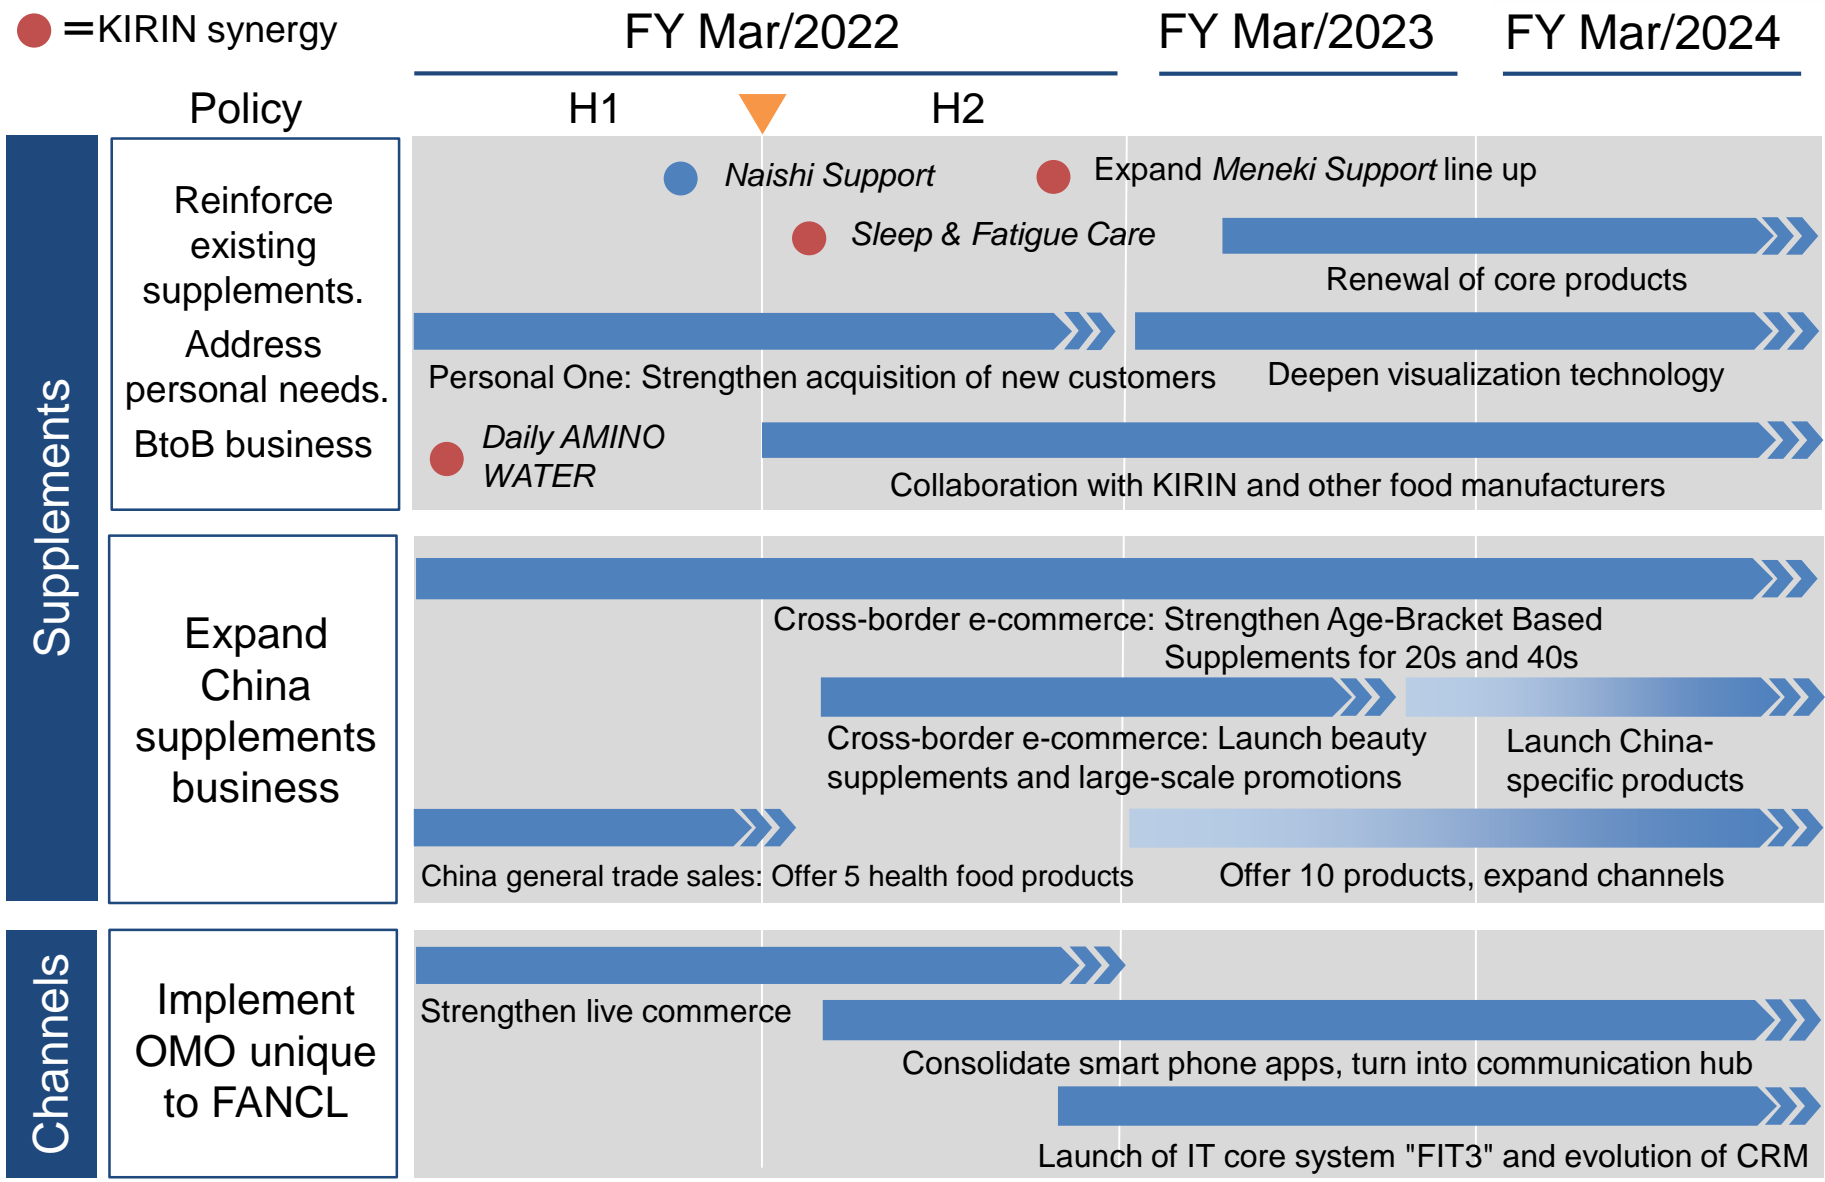 =KIRIN synergy
FY Mar/2022
FY Mar/2023
FY Mar/2024
Policy
H1
H2
Supplements
Reinforce
existing
supplements.
Address
personal needs.
BtoB business
Naishi Support
Expand Meneki Support line up
Sleep & Fatigue Care
Renewal of core products
Personal One: Strengthen acquisition of new customers
Deepen visualization technology
Daily AMINO
WATER
Collaboration with KIRIN and other food manufacturers
Expand
China
supplements
business
Cross-border e-commerce: Strengthen Age-Bracket Based
Supplements for 20s and 40s
Cross-border e-commerce: Launch beauty
supplements and large-scale promotions
Launch China-
specific products
China general trade sales: Offer 5 health food products
Offer 10 products, expand channels
Channels
Implement
OMO unique
to FANCL
Strengthen live commerce
Consolidate smart phone apps, turn into communication hub
Launch of IT core system "FIT3" and evolution of CRM